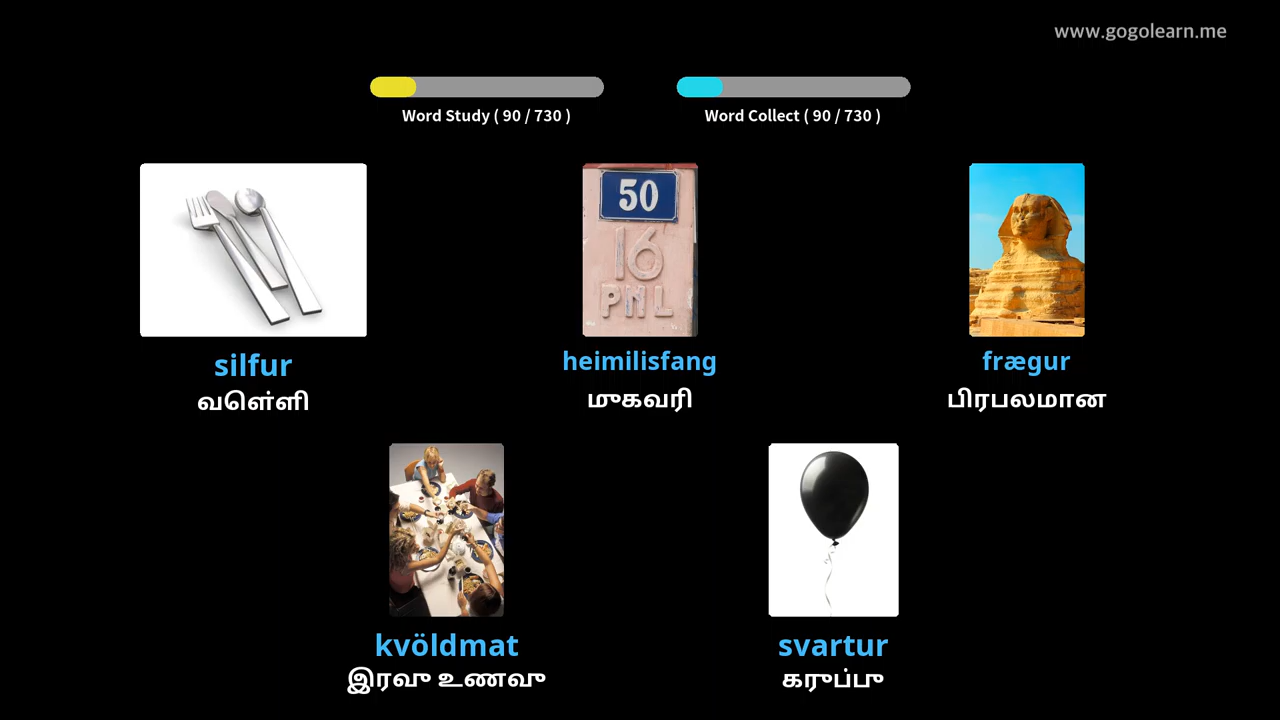 www.gogolearn.me
Word Study ( 90 / 730 )
Word Collect ( 90 / 730 )
50
16
PNL
silfur
heimilisfang
frægur
வெள்ளி
முகவரி
பிரபலமான
kvöldmat
svartur
இரவு உணவு
கருப்பு